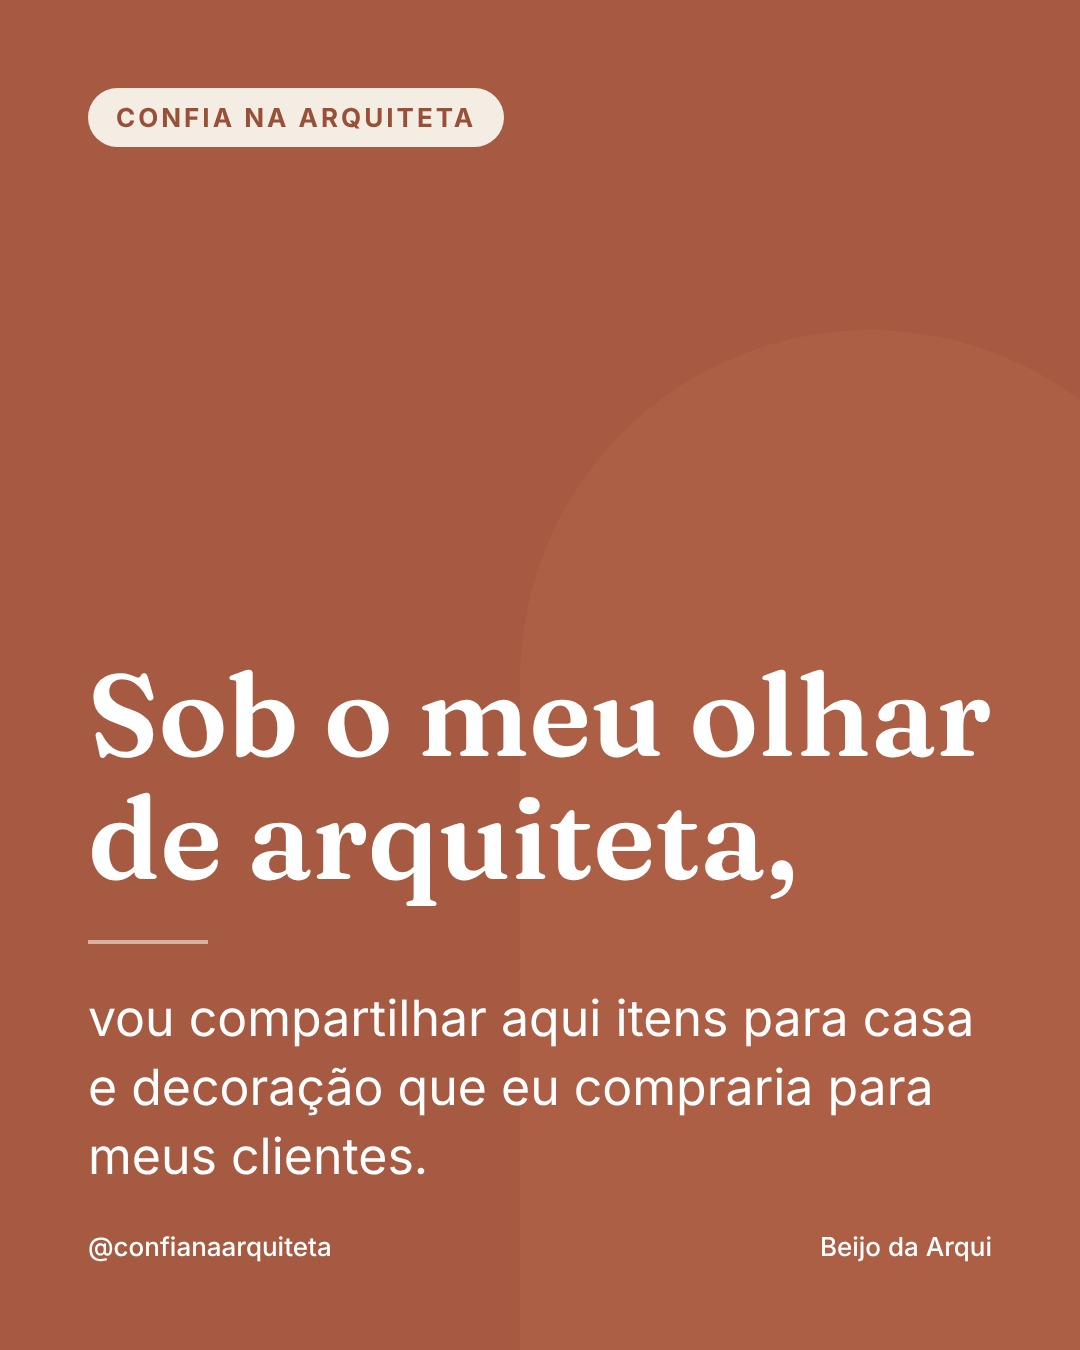 CONFIA NA ARQUITETA
Sob o meu olhar
de arquiteta,
vou compartilhar aqui itens para casa
e decoração que eu compraria para
meus clientes.
@confianaarquiteta
Beijo da Arqui